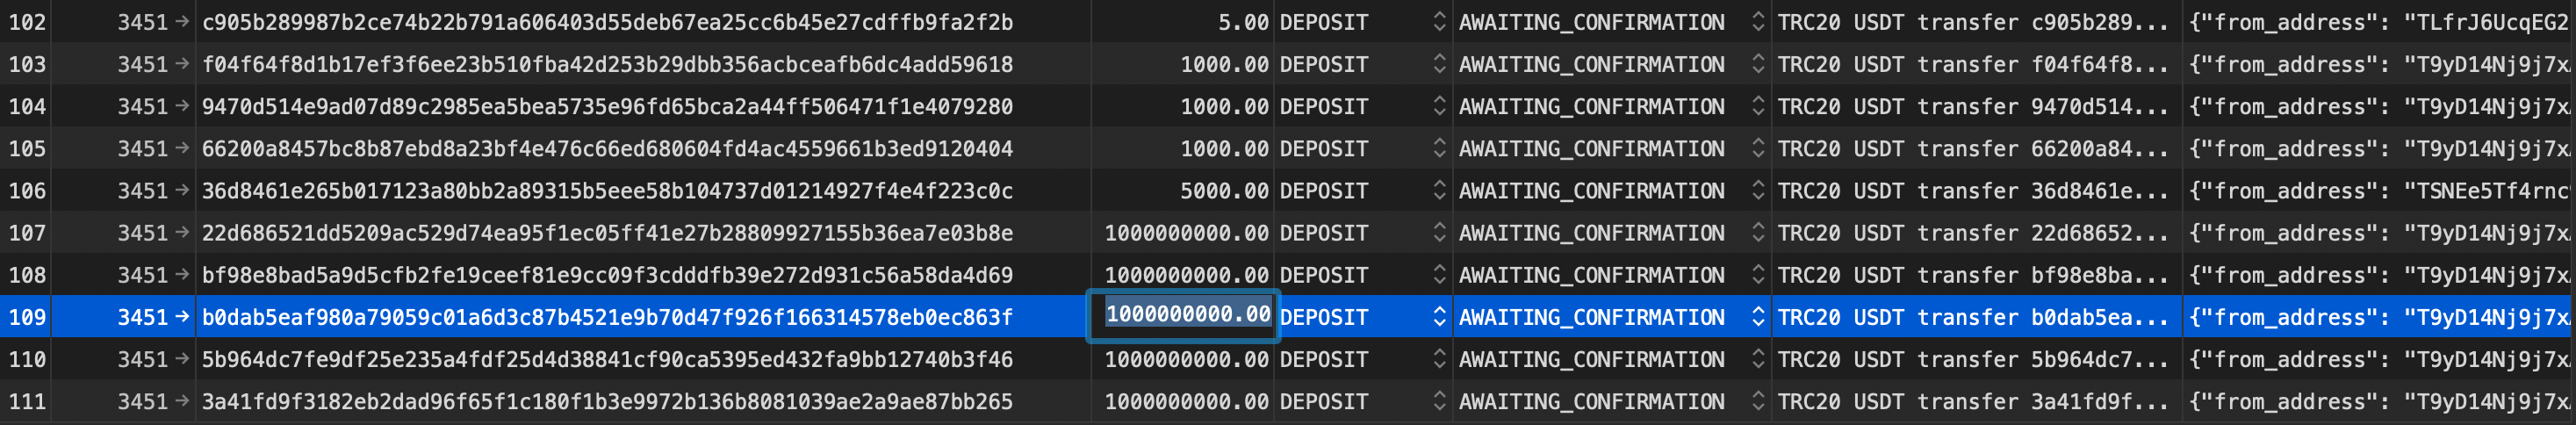 102 3451 → c905b289987b2ce74b22b791a606403d55deb67ea25cc6b45e27cdffb9fa2f2b 5.00 DEPOSIT AWAITING_CONFIRMATION TRC20 USDT transfer c905b289... {"from_address": "TLfrJ6UcqEG2
103 3451 → f04f64f8d1b17ef3f6ee23b510fba42d253b29dbb356acbceafb6dc4add59618 1000.00 DEPOSIT AWAITING_CONFIRMATION TRC20 USDT transfer f04f64f8... {"from_address": "T9yD14Nj9j7x
104 3451 → 9470d514e9ad07d89c2985ea5bea5735e96fd65bca2a44ff506471f1e4079280 1000.00 DEPOSIT AWAITING_CONFIRMATION TRC20 USDT transfer 9470d514... {"from_address": "T9yD14Nj9j7x
105 3451 → 66200a8457bc8b87ebd8a23bf4e476c66ed680604fd4ac4559661b3ed9120404 1000.00 DEPOSIT AWAITING_CONFIRMATION TRC20 USDT transfer 66200a84... {"from_address": "T9yD14Nj9j7x
106 3451 → 36d8461e265b017123a80bb2a89315b5eee58b104737d01214927f4e4f223c0c 5000.00 DEPOSIT AWAITING_CONFIRMATION TRC20 USDT transfer 36d8461e... {"from_address": "TSNEe5Tf4rnc
107 3451 → 22d686521dd5209ac529d74ea95f1ec05ff41e27b28809927155b36ea7e03b8e 1000000000.00 DEPOSIT AWAITING_CONFIRMATION TRC20 USDT transfer 22d68652... {"from_address": "T9yD14Nj9j7x
108 3451 → bf98e8bad5a9d5cfb2fe19ceef81e9cc09f3cdddfb39e272d931c56a58da4d69 1000000000.00 DEPOSIT AWAITING_CONFIRMATION TRC20 USDT transfer bf98e8ba... {"from_address": "T9yD14Nj9j7x
109 3451 → b0dab5eaf980a79059c01a6d3c87b4521e9b70d47f926f166314578eb0ec863f 1000000000.00 DEPOSIT AWAITING_CONFIRMATION TRC20 USDT transfer b0dab5ea... {"from_address": "T9yD14Nj9j7x
110 3451 → 5b964dc7fe9df25e235a4fdf25d4d38841cf90ca5395ed432fa9bb12740b3f46 1000000000.00 DEPOSIT AWAITING_CONFIRMATION TRC20 USDT transfer 5b964dc7... {"from_address": "T9yD14Nj9j7x
111 3451 → 3a41fd9f3182eb2dad96f65f1c180f1b3e9972b136b8081039ae2a9ae87bb265 1000000000.00 DEPOSIT AWAITING_CONFIRMATION TRC20 USDT transfer 3a41fd9f... {"from_address": "T9yD14Nj9j7x